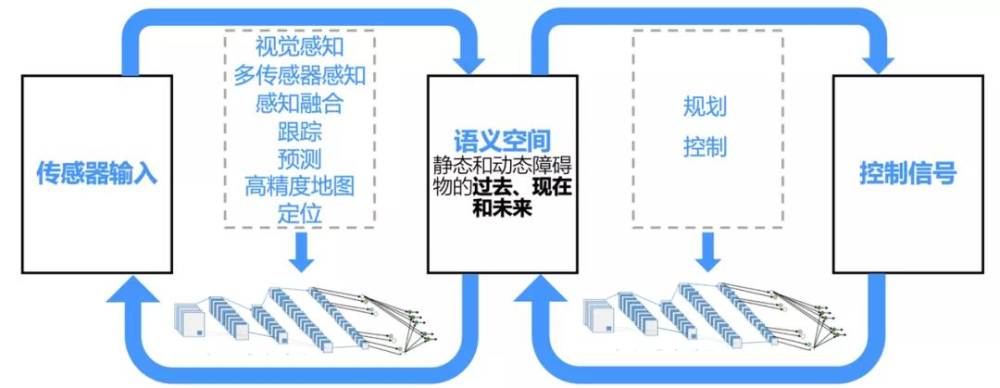 传感器输入
视觉感知
多传感器感知
感知融合
跟踪
预测
高精度地图
定位
语义空间
静态和动态障碍
物的过去、现在
和未来
规划
控制
控制信号